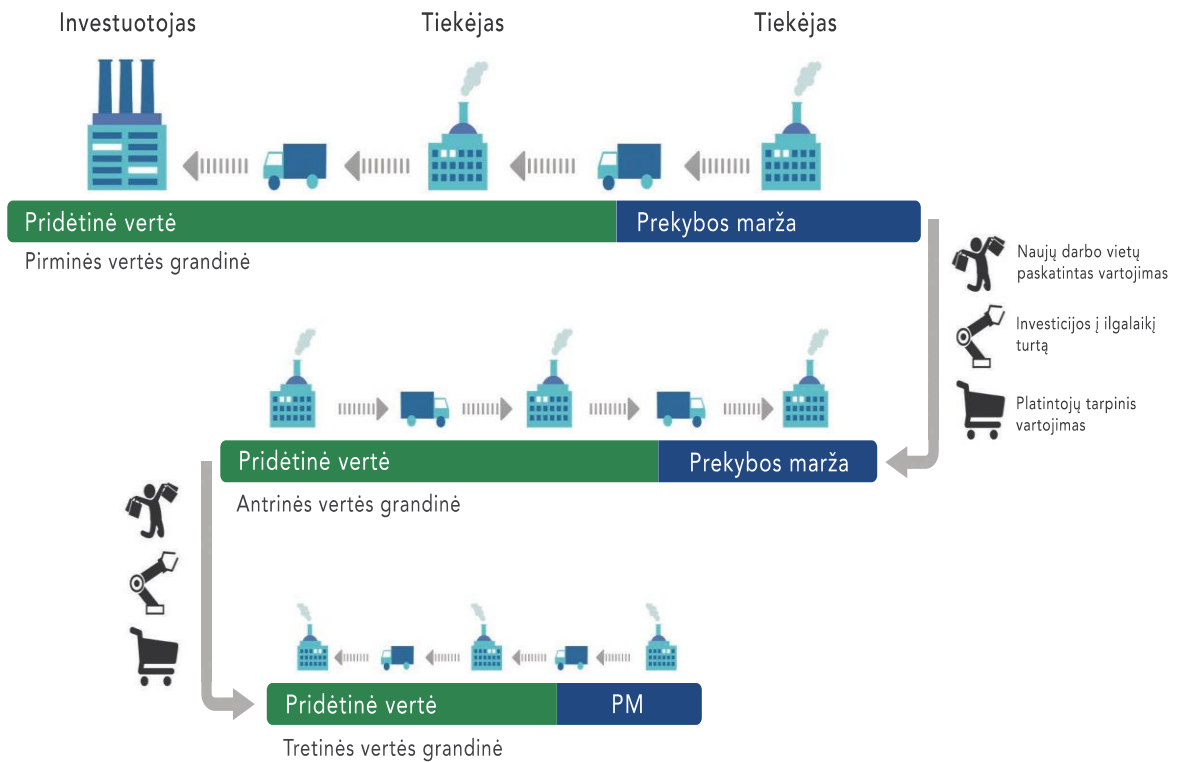 Investuotojas
Tiekėjas
Tiekėjas
Pridėtinė vertė
Prekybos marža
Pirminės vertės grandinė
Naujų darbo vietų
paskatintas vartojimas
Investicijos į ilgalaikį
turtą
Platintojų tarpinis
vartojimas
Pridėtinė vertė
Prekybos marža
Antrinės vertės grandinė
Pridėtinė vertė
PM
Tretinės vertės grandinė